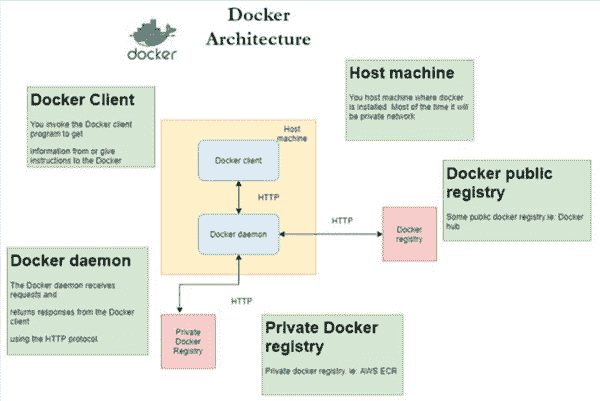 Docker
Architecture
docker
Host machine
You host machine where docker
is installed. Most of the time it will
be private network
Docker Client
You invoke the Docker client
program to get
Information from or give
instructions to the Docker
Host
machine
Docker client
HTTP
Docker daemon
HTTP
Docker
registry
Docker public
registry
Some public docker registry.ie: Docker
hub
Docker daemon
The Docker daemon receives
requests and
returns responses from the Docker
client
using the HTTP protocol
HTTP
Private
Docker
Registry
Private Docker
registry
Private docker registry. ie: AWS ECR